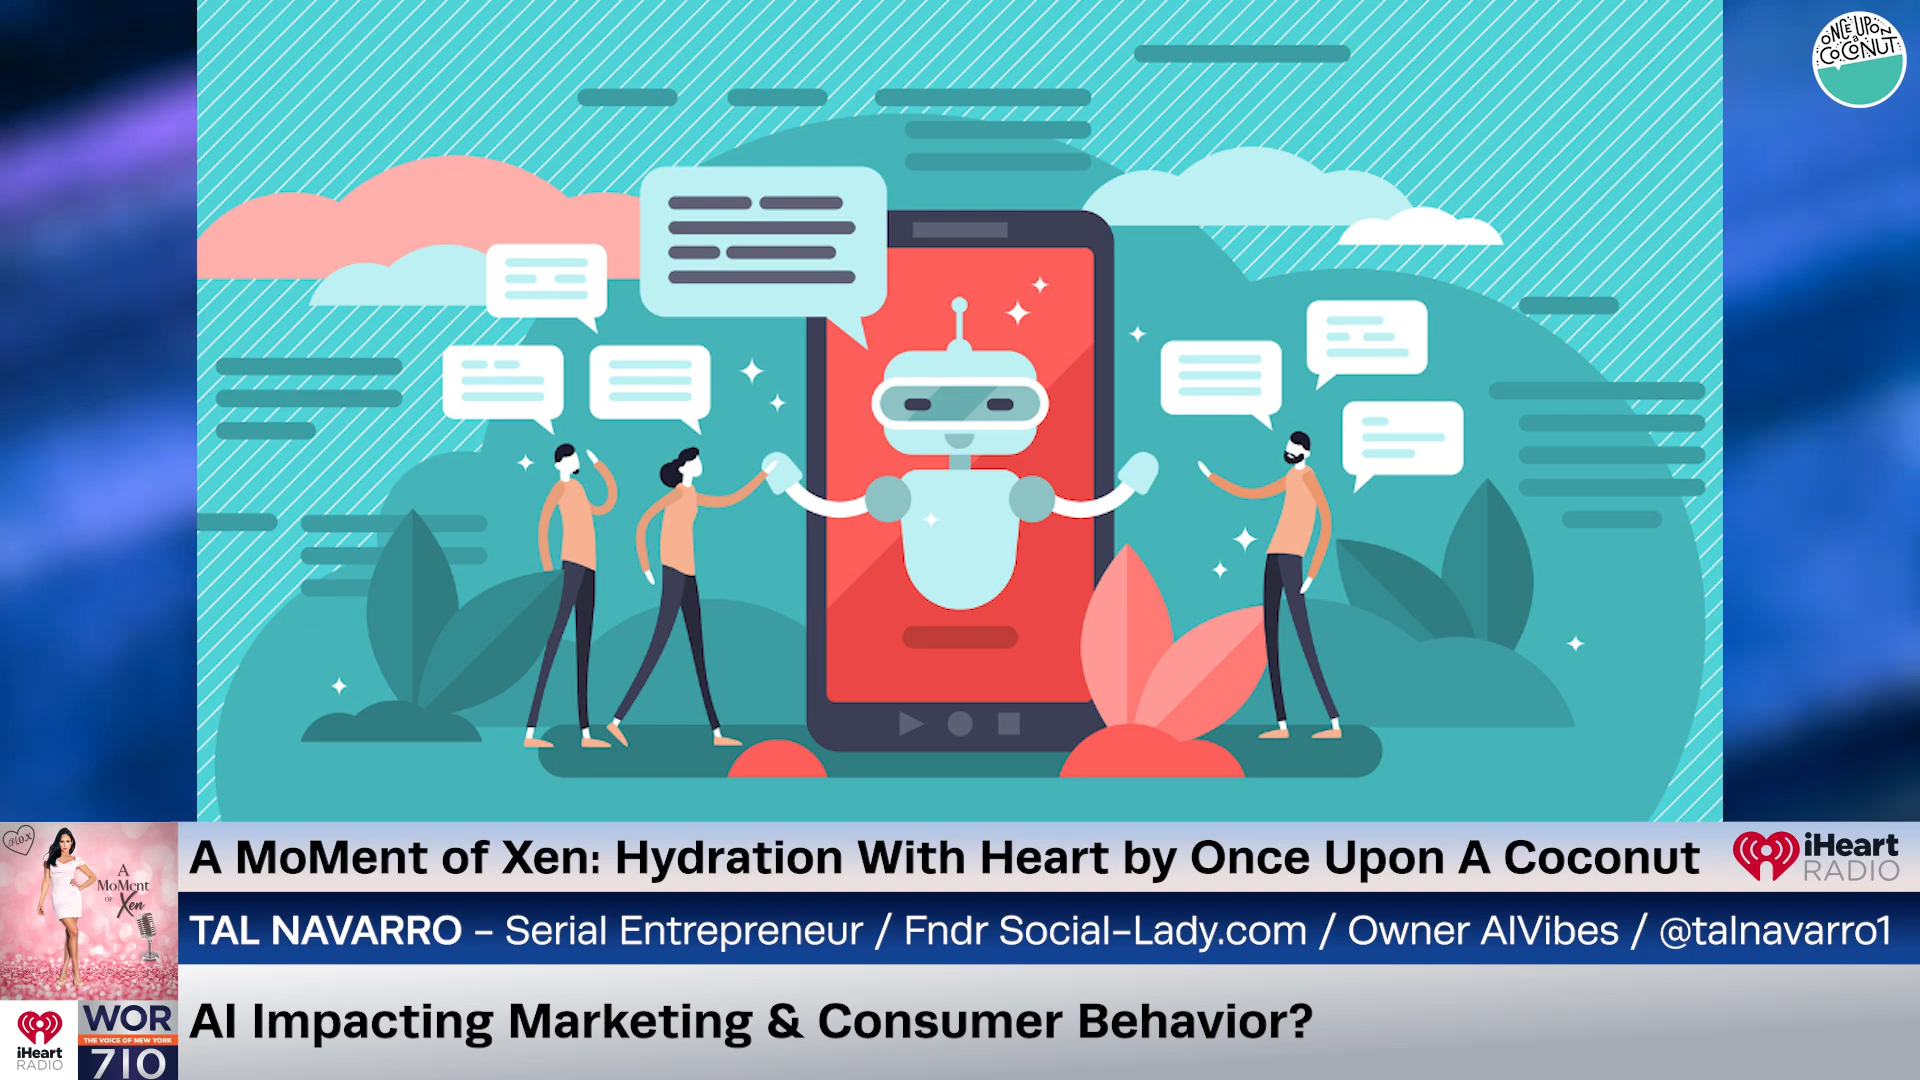 ONCE UPON
a
COCONUT
A MoMent of Xen: Hydration With Heart by Once Upon A Coconut
iHeart
RADIO
M.O.X
A
MoMent
OF Xen
TAL NAVARRO – Serial Entrepreneur / Fndr Social-Lady.com / Owner AIVibes / @talnavarro1
AI Impacting Marketing & Consumer Behavior?
iHeart
RADIO
WOR
THE VOICE OF NEW YORK
710